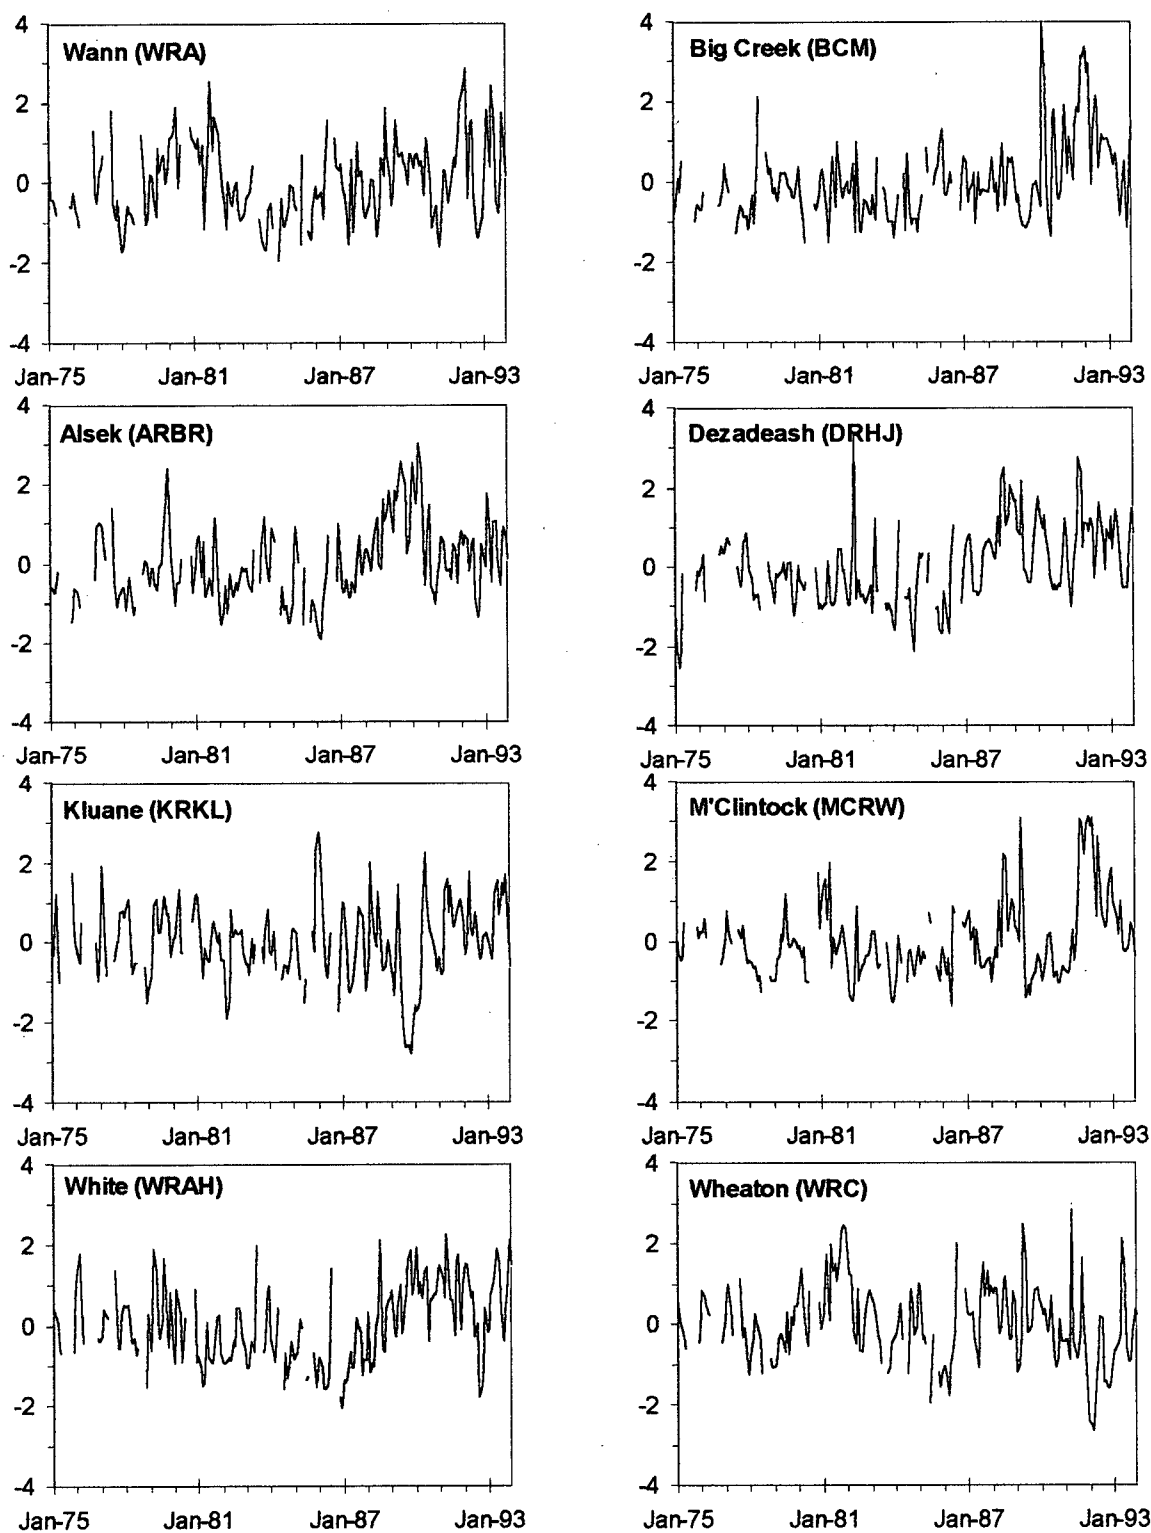 Wann (WRA)
4
2
0
-2
-4
Jan-75 Jan-81 Jan-87 Jan-93
Big Creek (BCM)
4
2
0
-2
-4
Jan-75 Jan-81 Jan-87 Jan-93
Alsek (ARBR)
4
2
0
-2
-4
Jan-75 Jan-81 Jan-87 Jan-93
Dezadeash (DRHJ)
4
2
0
-2
-4
Jan-75 Jan-81 Jan-87 Jan-93
Kluane (KRKL)
4
2
0
-2
-4
Jan-75 Jan-81 Jan-87 Jan-93
M'Clintock (MCRW)
4
2
0
-2
-4
Jan-75 Jan-81 Jan-87 Jan-93
White (WRAH)
4
2
0
-2
-4
Jan-75 Jan-81 Jan-87 Jan-93
Wheaton (WRC)
4
2
0
-2
-4
Jan-75 Jan-81 Jan-87 Jan-93